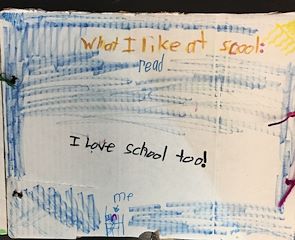 what I like at scool:
read
I Love school too!
me